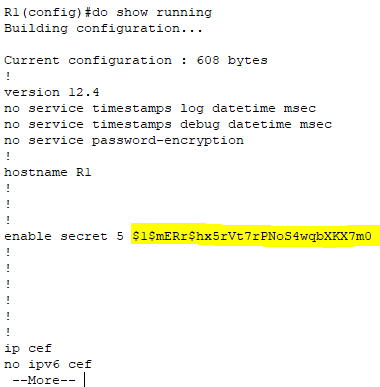 R1(config)#do show running
Building configuration...
Current configuration : 608 bytes
!
version 12.4
no service timestamps log datetime msec
no service timestamps debug datetime msec
no service password-encryption
!
hostname R1
!
!
!
enable secret 5 $1$mERr$hx5rVt7rPNoS4wqbXKX7m0
!
!
!
!
!
!
ip cef
no ipv6 cef
--More--